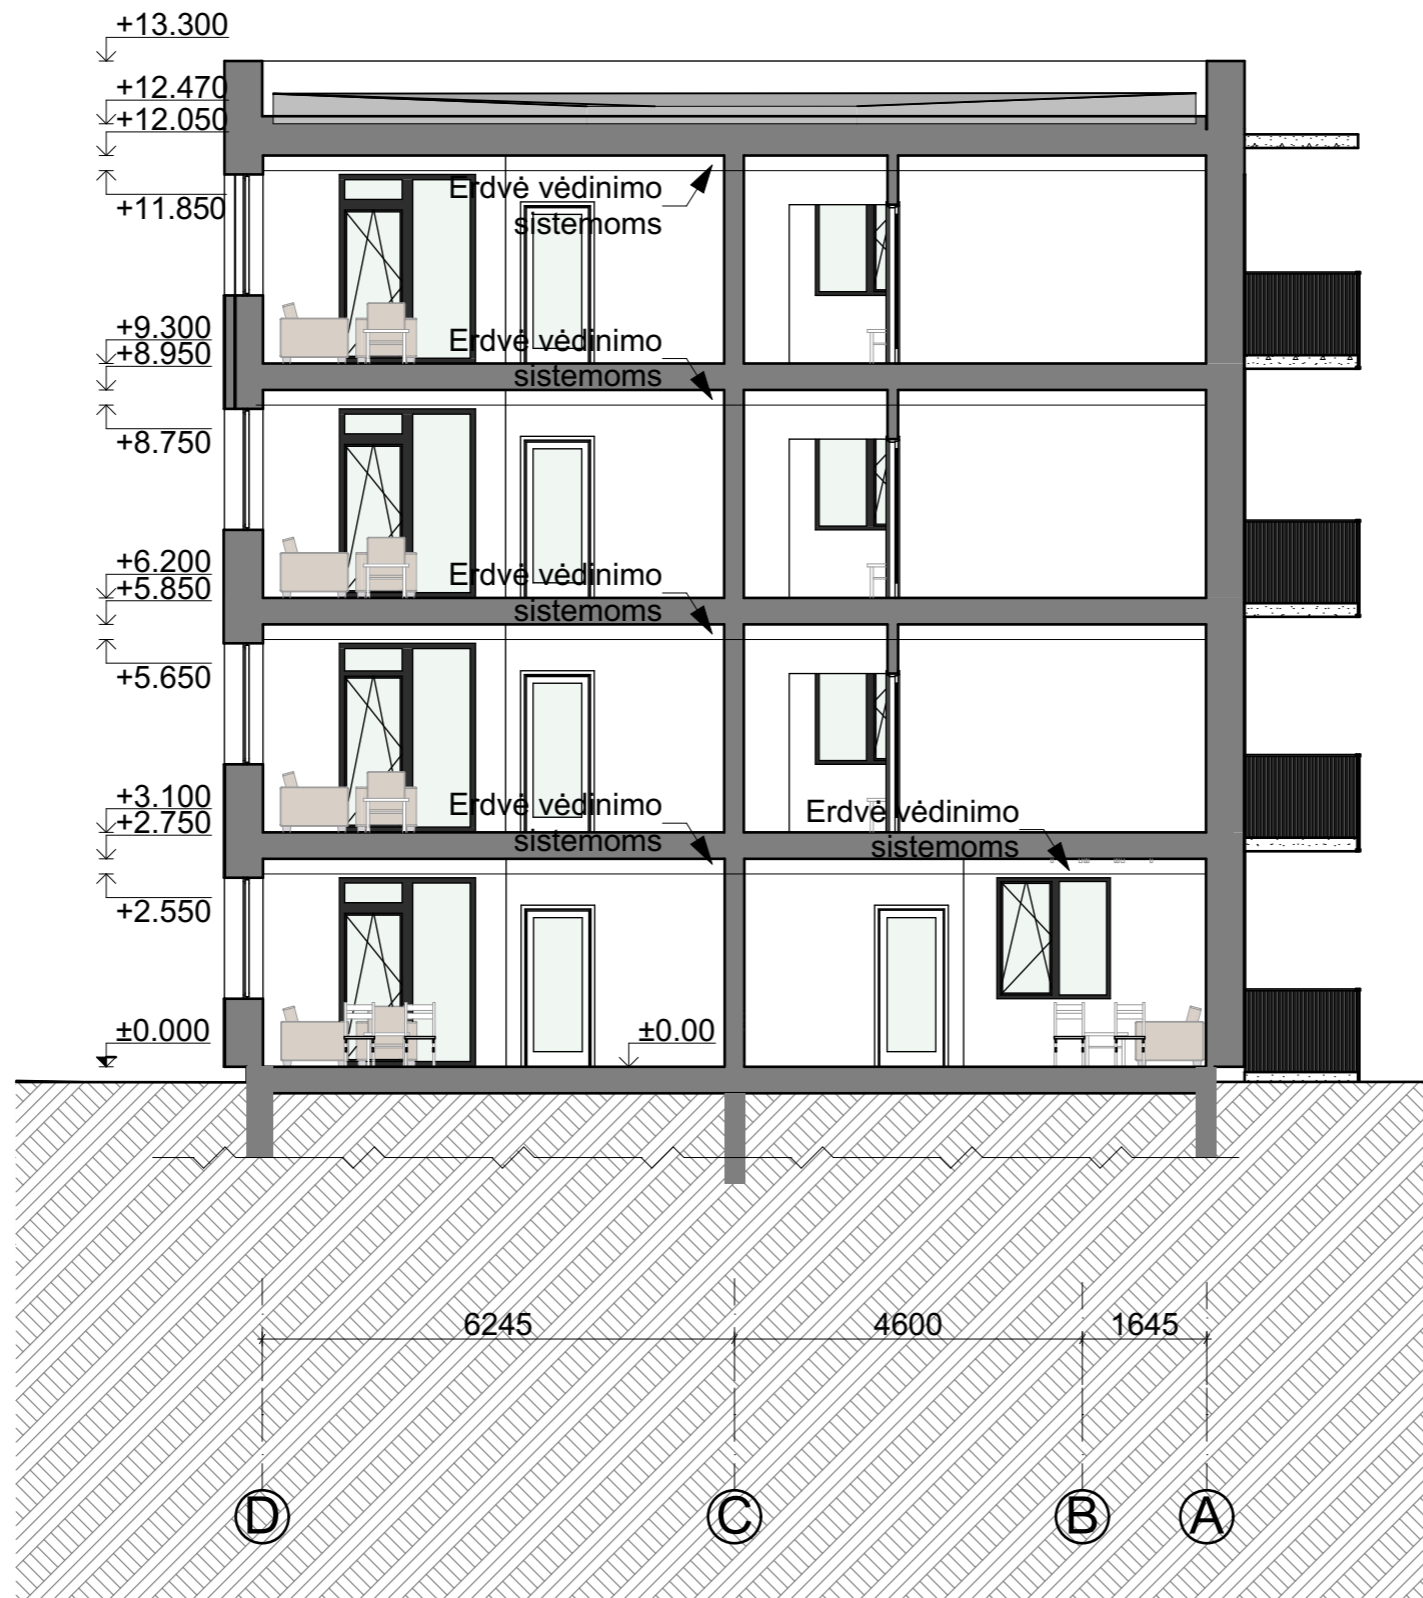 +13.300
+12.470
+12.050
+11.850
Erdvė vėdinimo
sistemoms
+9.300
+8.950
Erdvė vėdinimo
sistemoms
+8.750
+6.200
+5.850
Erdvė vėdinimo
sistemoms
+5.650
+3.100
+2.750
Erdvė vėdinimo
sistemoms
Erdvė vėdinimo
sistemoms
+2.550
±0.000
±0.00
6245
4600
1645
D
C
B
A